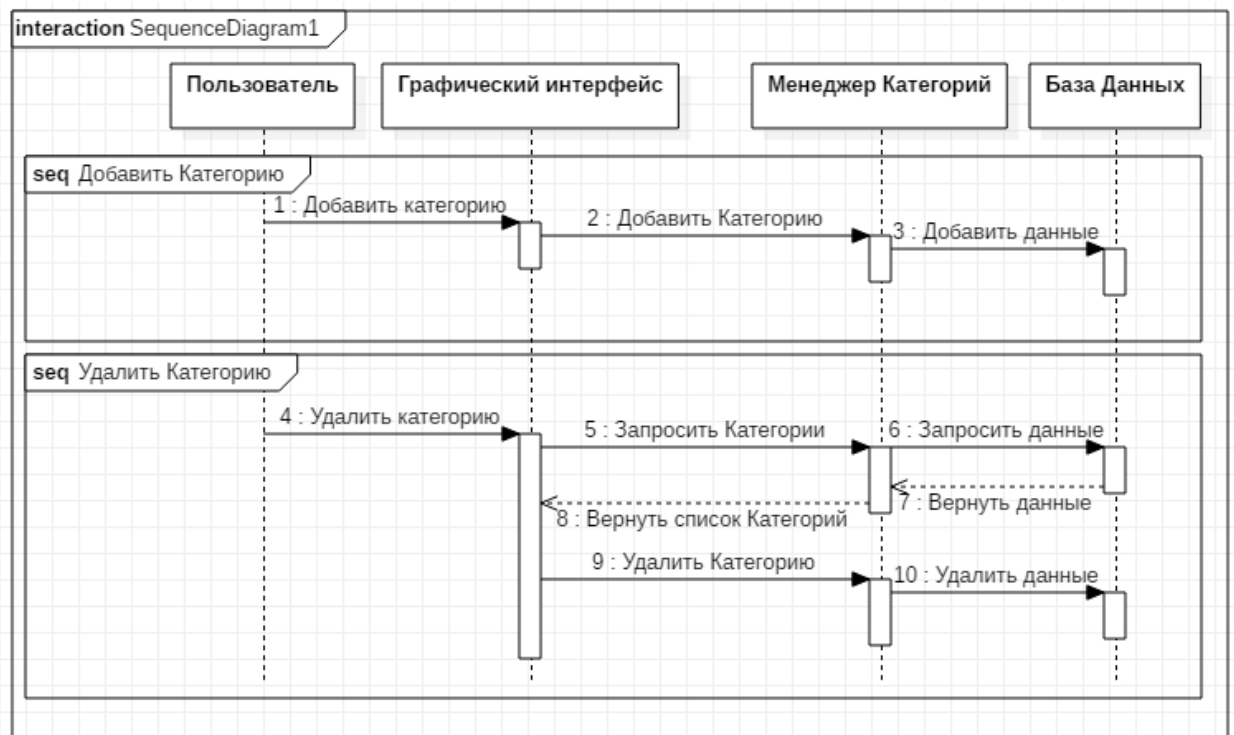 interaction SequenceDiagram1
Пользователь
Графический интерфейс
Менеджер Категорий
База Данных
seq Добавить Категорию
1 : Добавить категорию
2 : Добавить Категорию
3 : Добавить данные
seq Удалить Категорию
4 : Удалить категорию
5 : Запросить Категории
6 : Запросить данные
7 : Вернуть данные
8 : Вернуть список Категорий
9 : Удалить Категорию
10 : Удалить данные